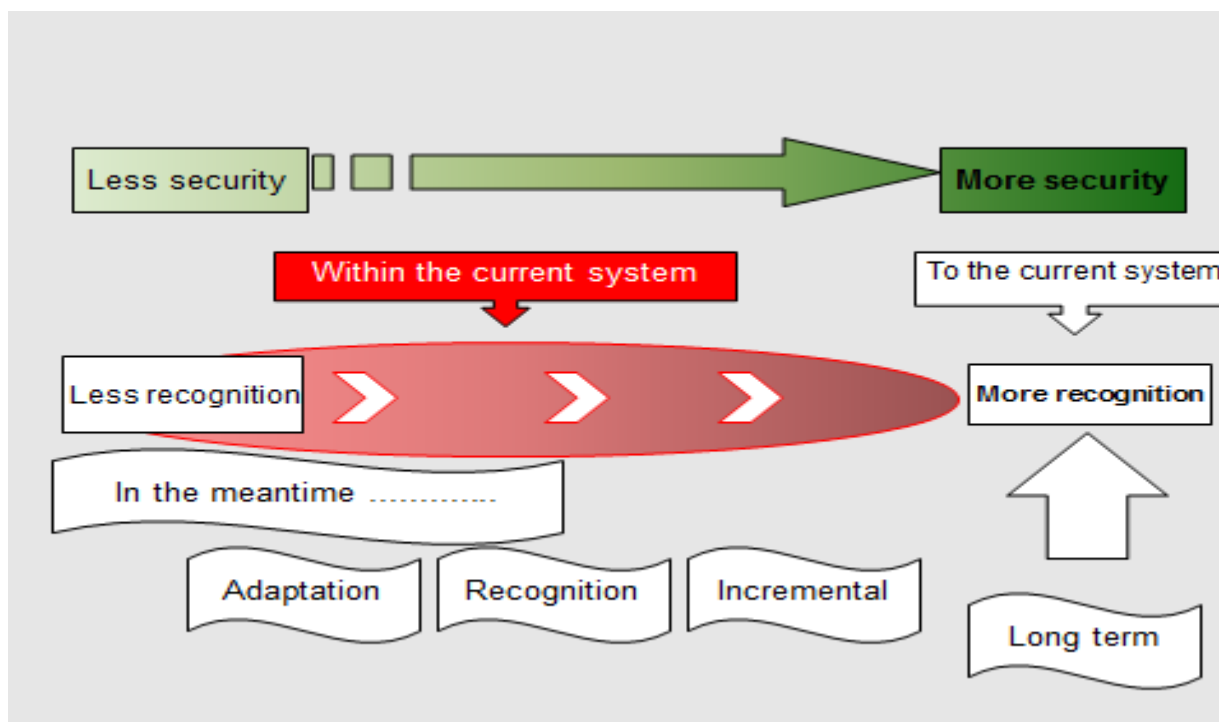 Less security
More security
Within the current system
To the current system
Less recognition
More recognition
In the meantime .............
Adaptation
Recognition
Incremental
Long term